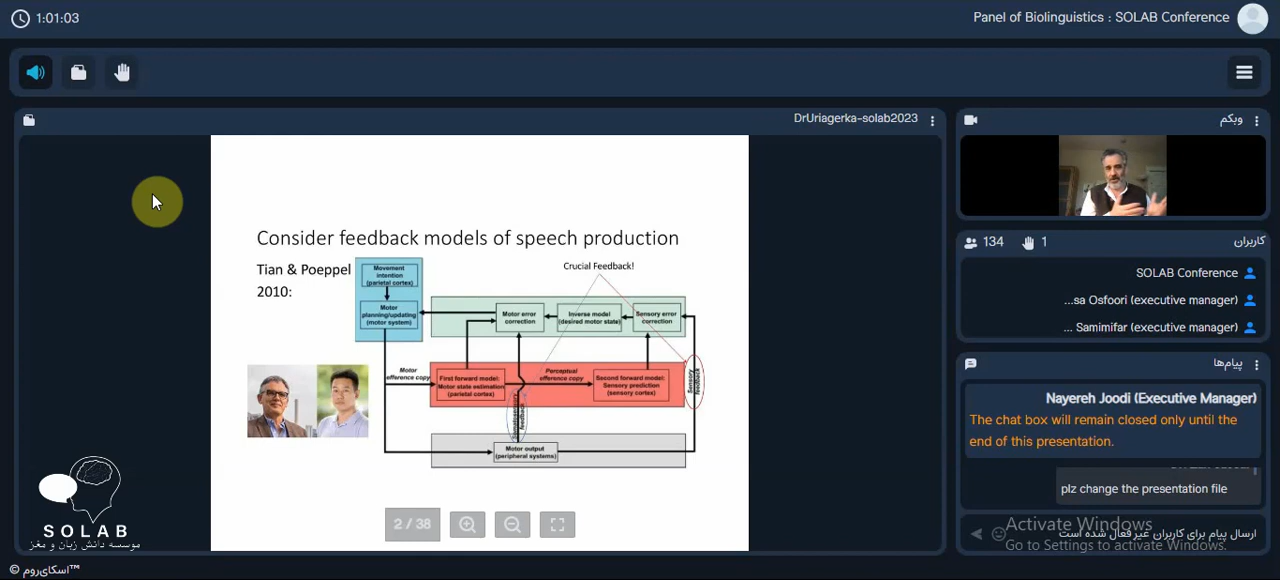 1:01:03
Panel of Biolinguistics : SOLAB Conference
DrUriagerka-solab2023
Consider feedback models of speech production
Tian & Poeppel
2010:
Crucial Feedback!
Movement
intention
(parietal cortex)
Motor
planning/updating
(motor system)
Motor error
correction
Inverse model
(desired motor state)
Sensory error
correction
Motor
efference copy
First forward model:
Motor state estimation
(parietal cortex)
Perceptual
efference copy
Second forward model:
Sensory prediction
(sensory cortex)
Sensory
feedback
Somatosensory
feedback
Motor output
(peripheral systems)
2 / 38
SOLAB
موسسه دانش زبان و مغز
© اسکای‌روم™
وبکم
134
1
کاربران
SOLAB Conference
...sa Osfoori (executive manager)
... Samimifar (executive manager)
پیام‌ها
Nayereh Joodi (Executive Manager)
The chat box will remain closed only until the
end of this presentation.
plz change the presentation file
ارسال پیام برای کاربران غیر فعال شده است
Activate Windows
Go to Settings to activate Windows.